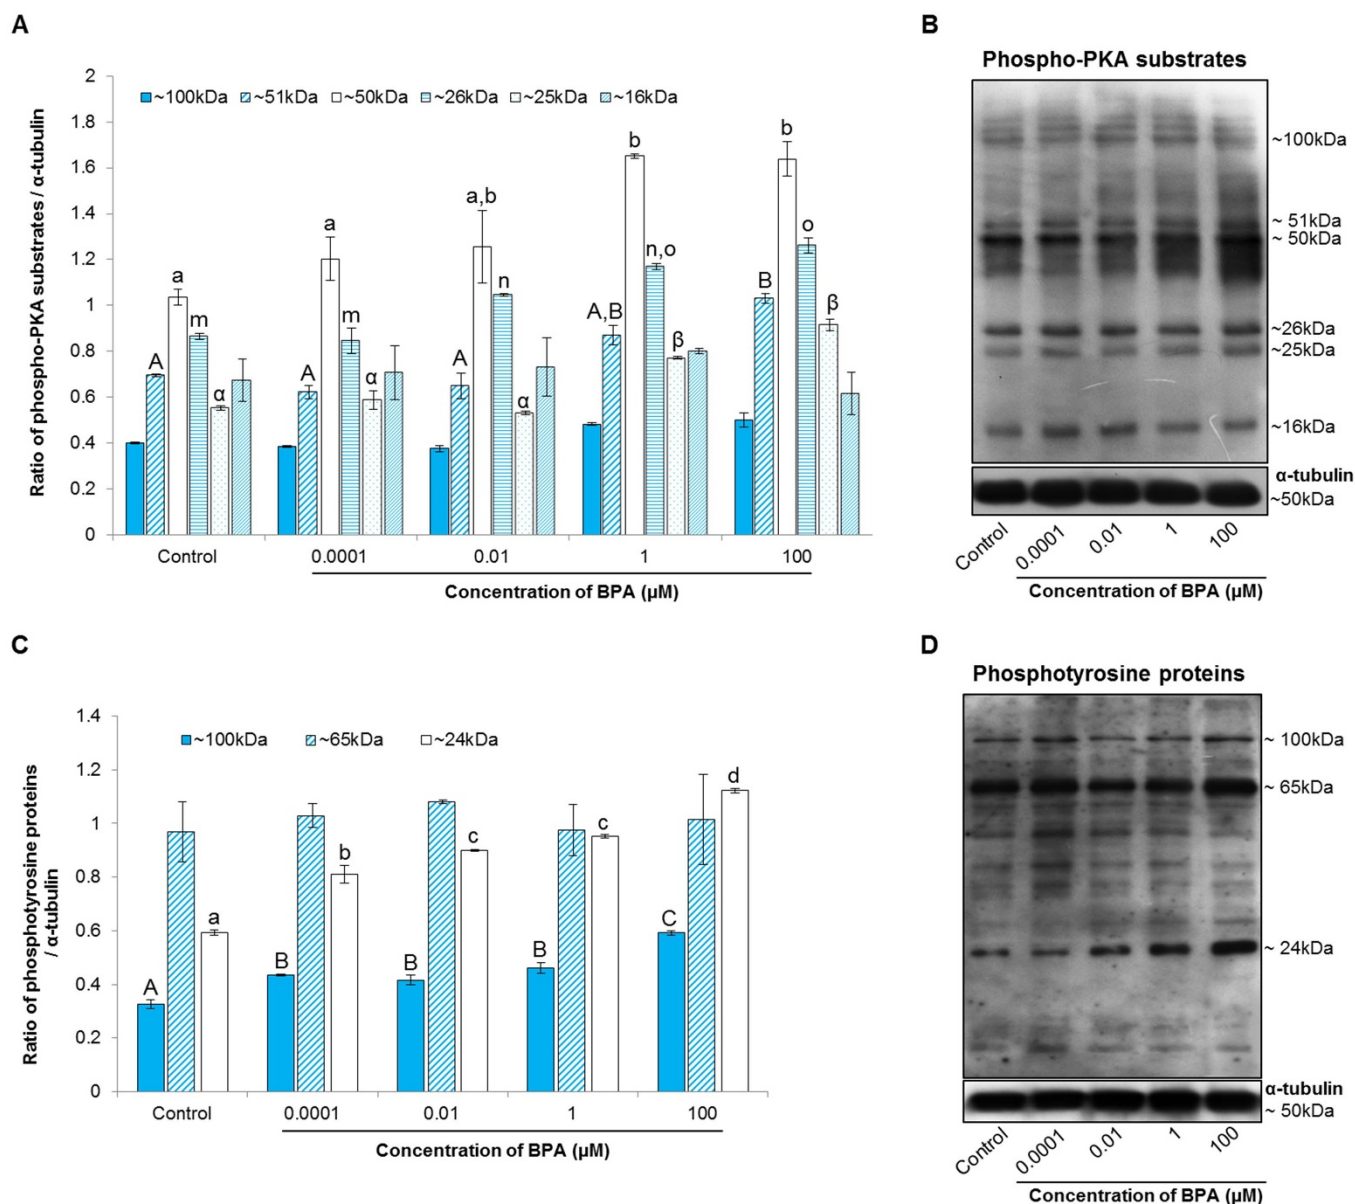 A
2
1.8
1.6
1.4
1.2
1
0.8
0.6
0.4
0.2
0
Ratio of phospho-PKA substrates / α-tubulin
~100kDa ~51kDa ~50kDa ~26kDa ~25kDa ~16kDa
A a m α
A a m α
A a,b n α
A,B b n,o β
B b o β
Control 0.0001 0.01 1 100
Concentration of BPA (µM)
B
Phospho-PKA substrates
~100kDa
~ 51kDa
~ 50kDa
~26kDa
~25kDa
~16kDa
α-tubulin
~50kDa
Control 0.0001 0.01 1 100
Concentration of BPA (µM)
C
1.4
1.2
1
0.8
0.6
0.4
0.2
0
Ratio of phosphotyrosine proteins
/ α-tubulin
~100kDa ~65kDa ~24kDa
A a
B b
B c
B c
C d
Control 0.0001 0.01 1 100
Concentration of BPA (µM)
D
Phosphotyrosine proteins
~ 100kDa
~ 65kDa
~ 24kDa
α-tubulin
~ 50kDa
Control 0.0001 0.01 1 100
Concentration of BPA (µM)